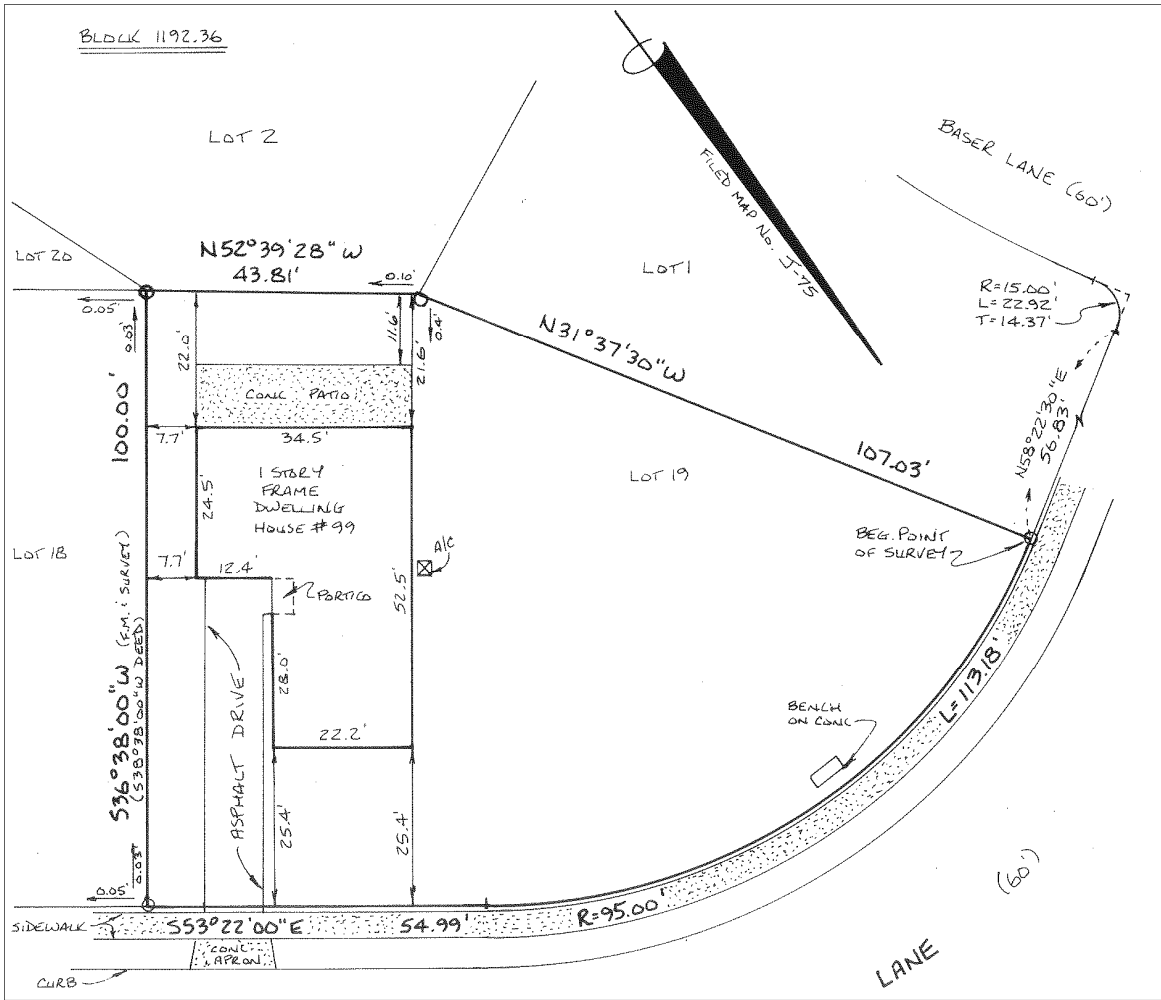 BLOCK 1192.36
LOT 2
BASER LANE (60')
FILED MAP No. J-75
LOT 20
N52°39'28"W
43.81'
0.10'
LOT 1
R=15.00'
L=22.92'
T=14.37'
0.05'
0.03'
22.0'
11.6'
0.4'
21.6'
N31°37'30"W
107.03'
N58°22'30"E
56.83'
CONC PATIO
100.00'
7.7'
34.5'
24.5'
1 STORY
FRAME
DWELLING
HOUSE #99
LOT 19
BEG. POINT
OF SURVEY
LOT 18
7.7'
12.4'
A/C
PORTICO
52.5'
S36°38'00"W (F.M. & SURVEY)
(S38°38'00"W DEED)
ASPHALT DRIVE
28.0'
22.2'
BENCH
ON CONC
L=113.18'
25.4'
25.4'
0.03'
0.05'
SIDEWALK
S53°22'00"E
54.99'
R=95.00'
(60')
CONC.
APRON
CURB
LANE